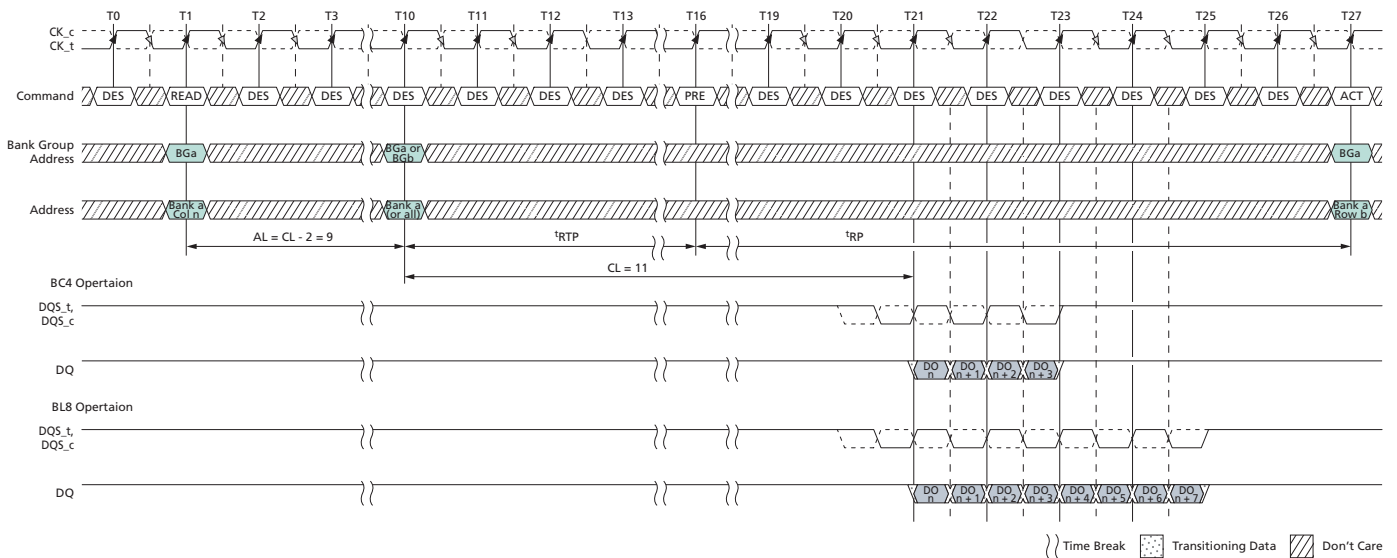 T0 T1 T2 T3 T10 T11 T12 T13 T16 T19 T20 T21 T22 T23 T24 T25 T26 T27
CK_c
CK_t
Command DES READ DES DES DES DES DES DES PRE DES DES DES DES DES DES DES DES ACT
Bank Group
Address BGa BGa or
BGb BGa
Address Bank a
Col n Bank a
(or all) Bank a
Row b
AL = CL - 2 = 9 tRTP tRP
CL = 11
BC4 Opertaion
DQS_t,
DQS_c
DQ DO
n DO
n + 1 DO
n + 2 DO
n + 3
BL8 Opertaion
DQS_t,
DQS_c
DQ DO
n DO
n + 1 DO
n + 2 DO
n + 3 DO
n + 4 DO
n + 5 DO
n + 6 DO
n + 7
Time Break Transitioning Data Don't Care